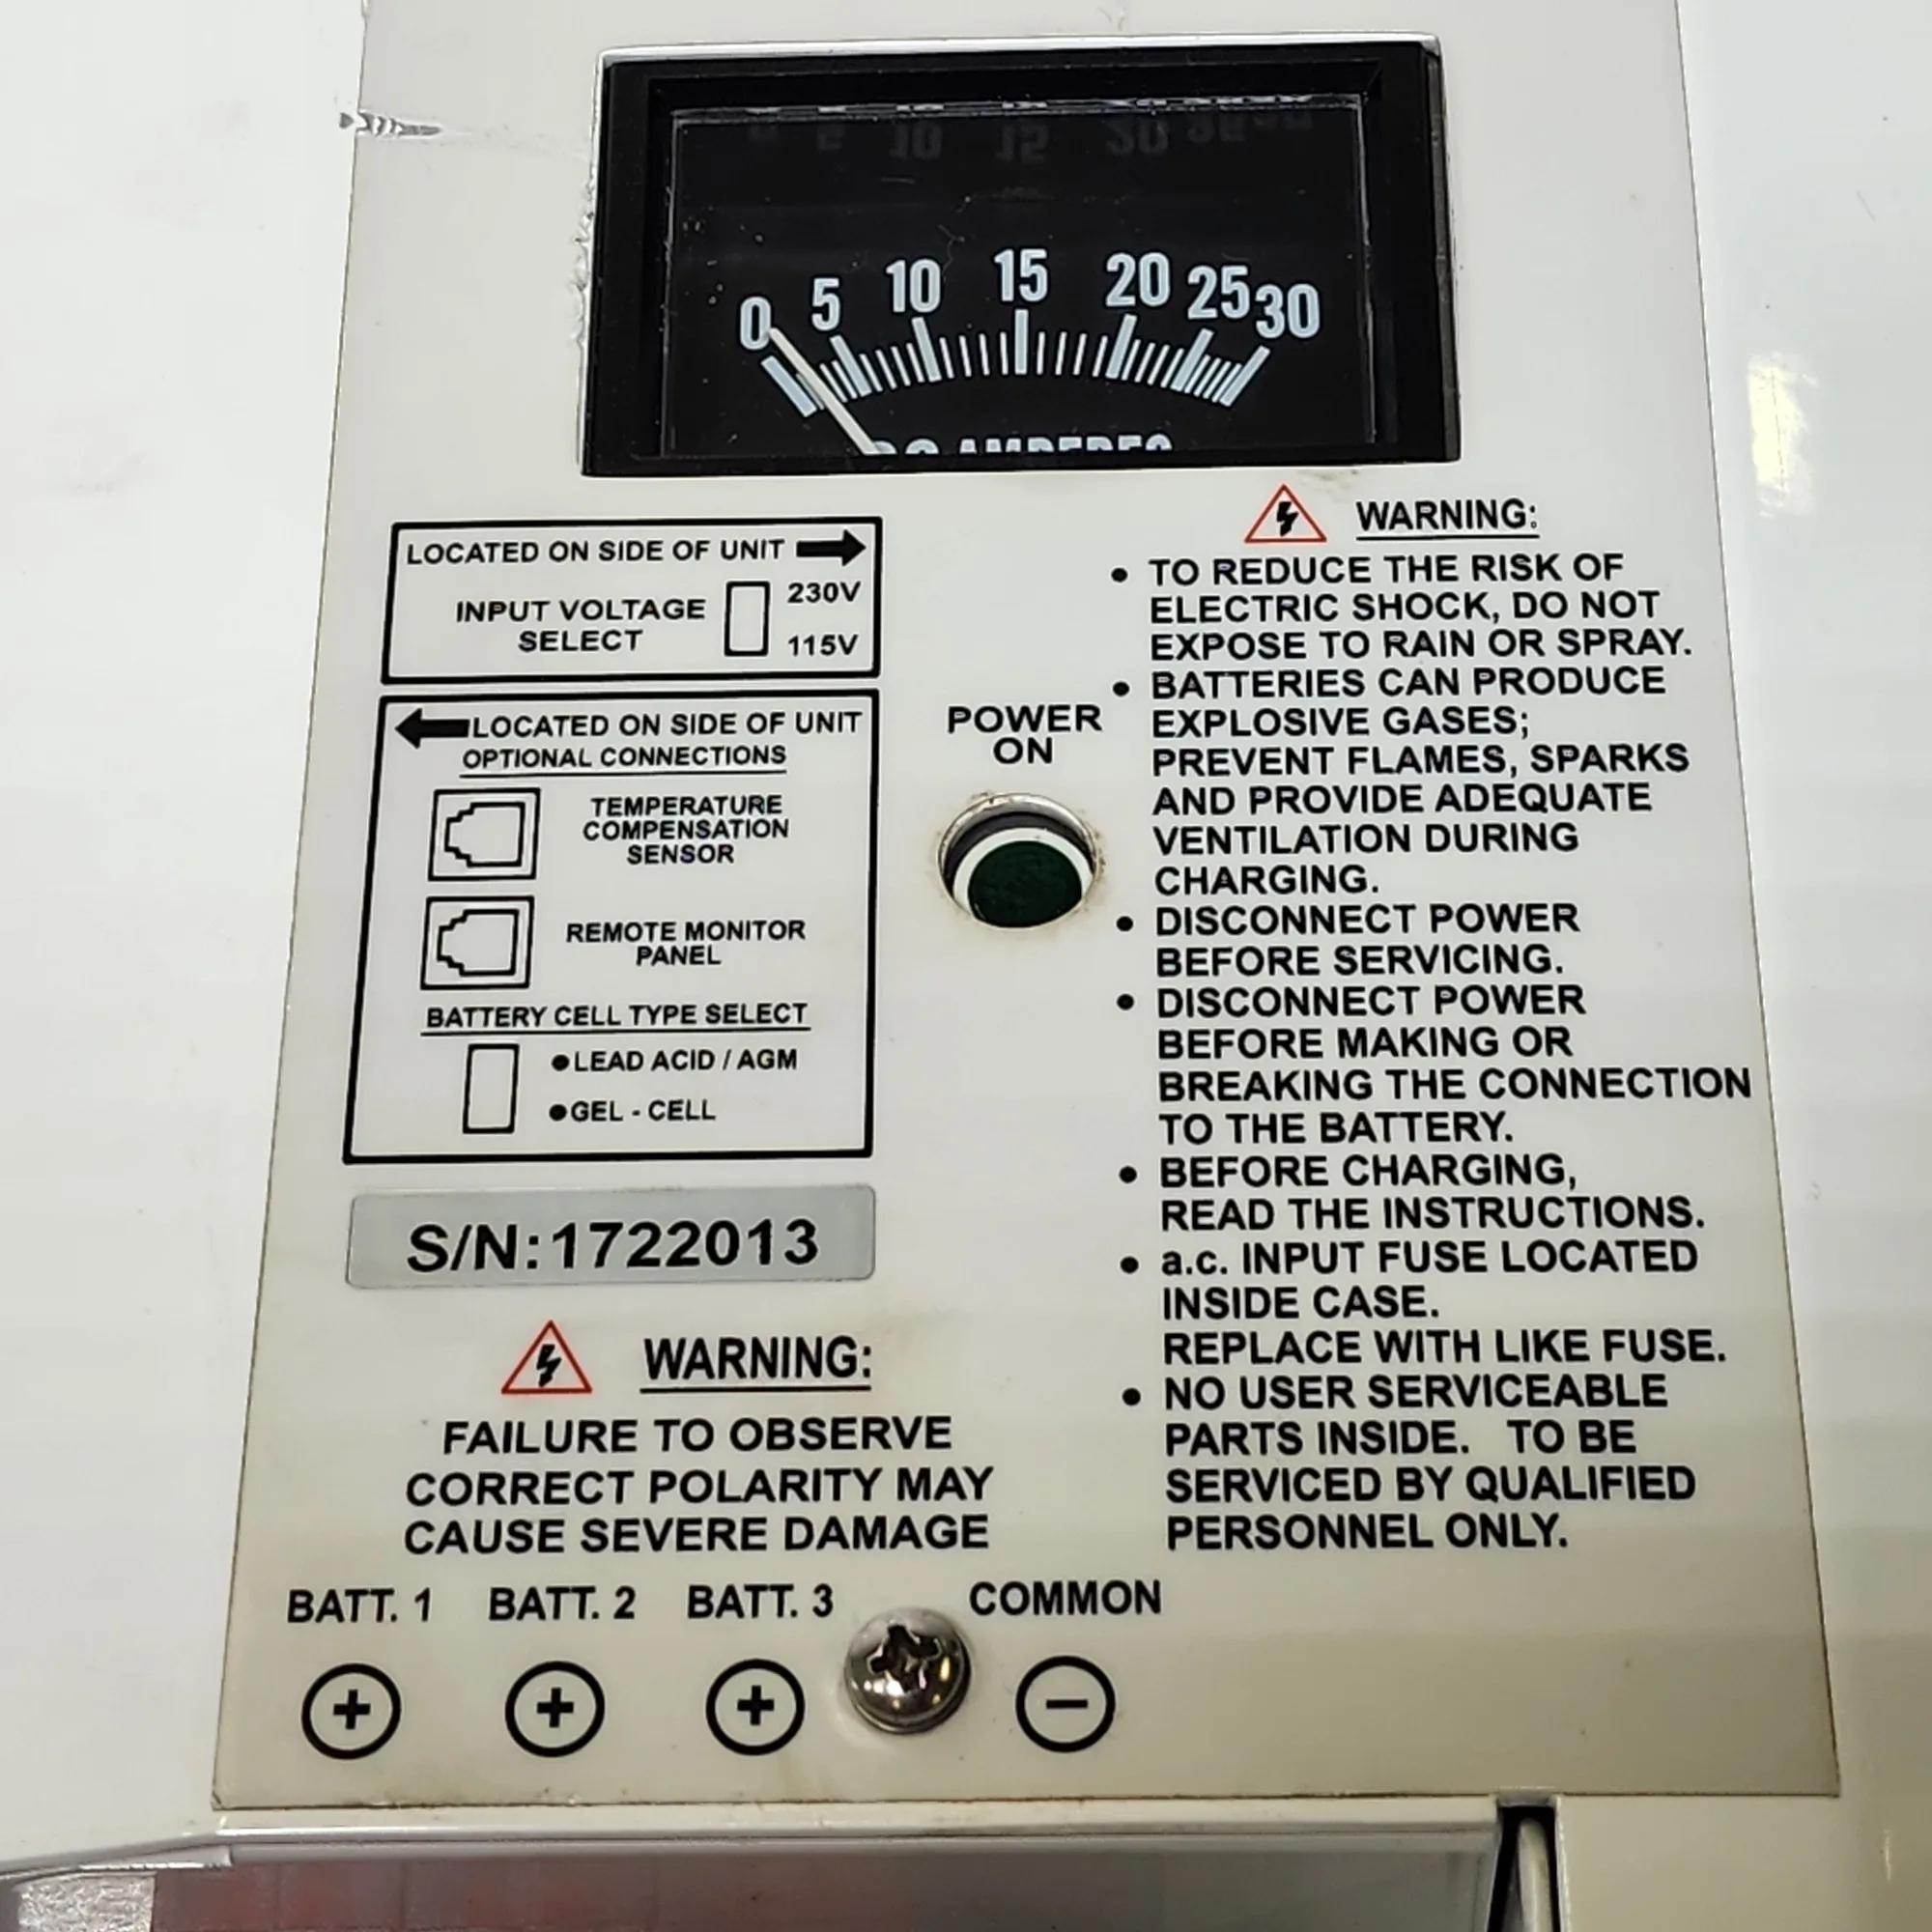 0 5 10 15 20 25 30
AMPERES
LOCATED ON SIDE OF UNIT
INPUT VOLTAGE
SELECT
230V
115V
LOCATED ON SIDE OF UNIT
OPTIONAL CONNECTIONS
TEMPERATURE
COMPENSATION
SENSOR
REMOTE MONITOR
PANEL
BATTERY CELL TYPE SELECT
●LEAD ACID / AGM
●GEL - CELL
S/N:1722013
WARNING:
FAILURE TO OBSERVE
CORRECT POLARITY MAY
CAUSE SEVERE DAMAGE
POWER
ON
WARNING:
• TO REDUCE THE RISK OF
ELECTRIC SHOCK, DO NOT
EXPOSE TO RAIN OR SPRAY.
• BATTERIES CAN PRODUCE
EXPLOSIVE GASES;
PREVENT FLAMES, SPARKS
AND PROVIDE ADEQUATE
VENTILATION DURING
CHARGING.
• DISCONNECT POWER
BEFORE SERVICING.
• DISCONNECT POWER
BEFORE MAKING OR
BREAKING THE CONNECTION
TO THE BATTERY.
• BEFORE CHARGING,
READ THE INSTRUCTIONS.
• a.c. INPUT FUSE LOCATED
INSIDE CASE.
REPLACE WITH LIKE FUSE.
• NO USER SERVICEABLE
PARTS INSIDE. TO BE
SERVICED BY QUALIFIED
PERSONNEL ONLY.
BATT. 1 BATT. 2 BATT. 3 COMMON
+ + + −